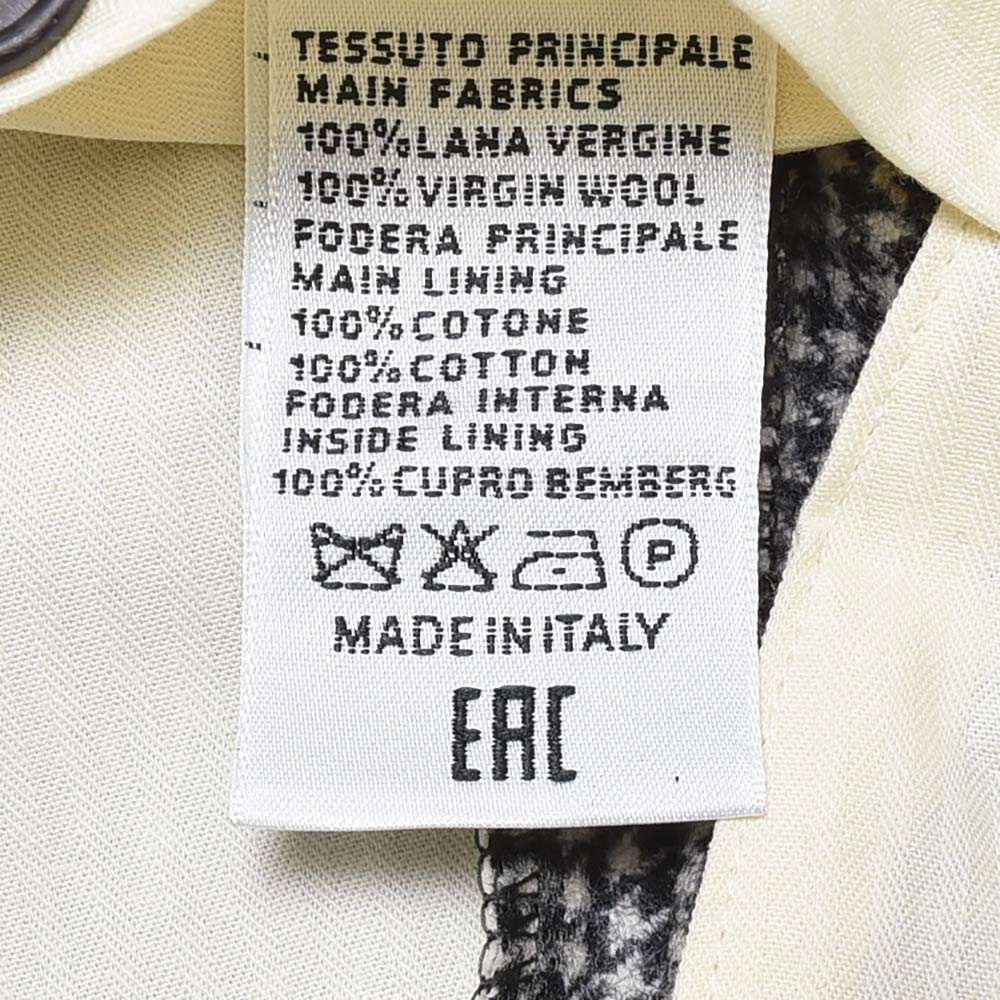 TESSUTO PRINCIPALE
MAIN FABRICS
100%LANA VERGINE
100%VIRGIN WOOL
FODERA PRINCIPALE
MAIN LINING
100%COTONE
100%COTTON
FODERA INTERNA
INSIDE LINING
100%CUPRO BEMBERG
P
MADE IN ITALY
EAC